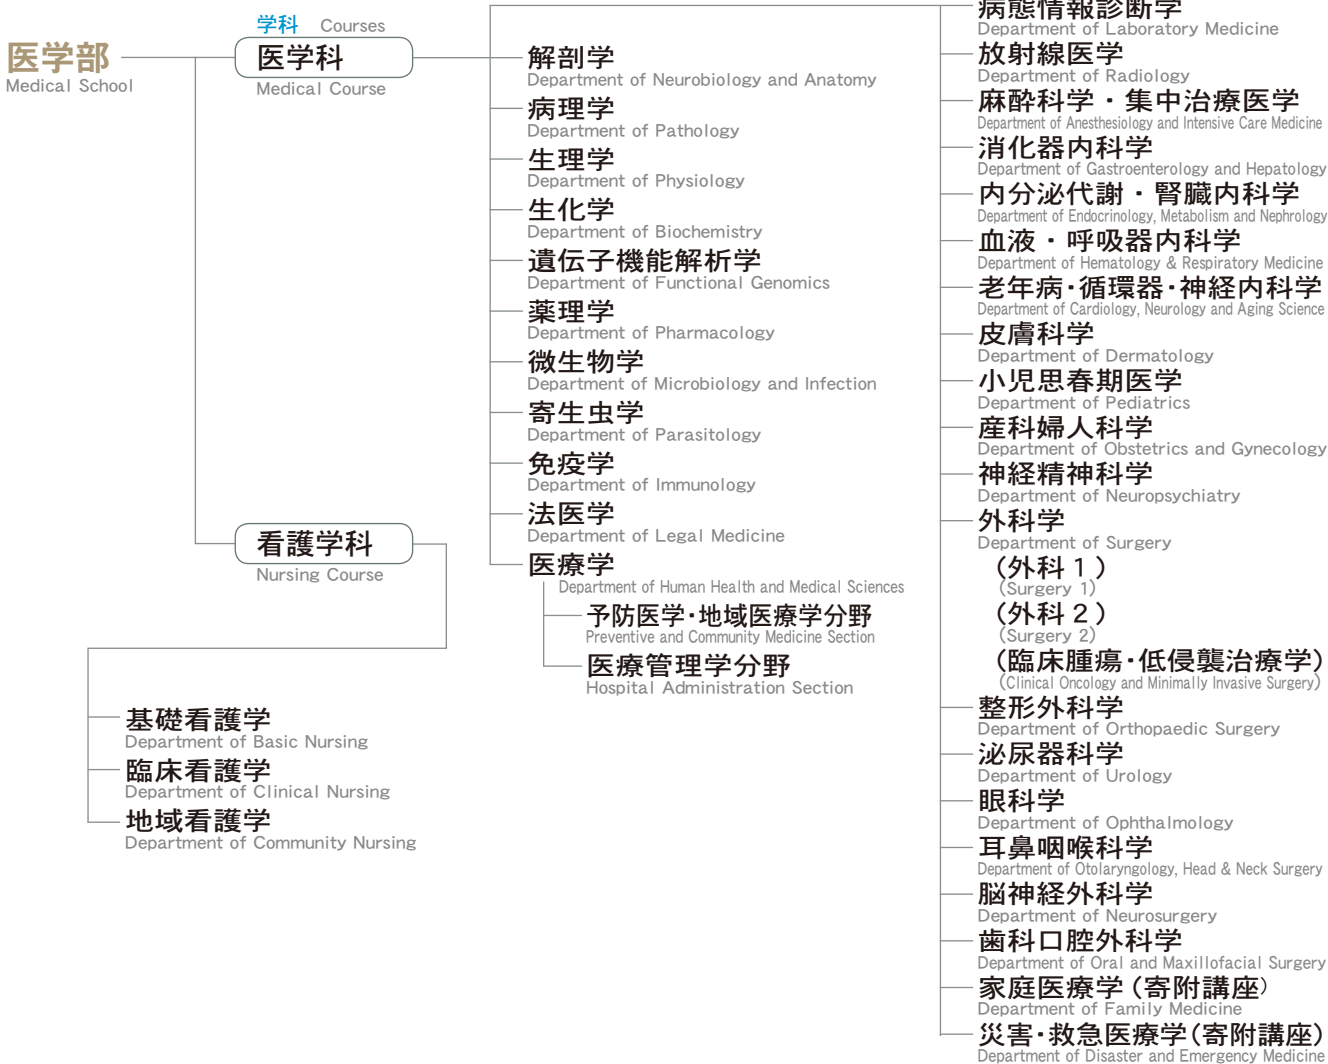 医学部
Medical School
学科 Courses
医学科
Medical Course
看護学科
Nursing Course
基礎看護学
Department of Basic Nursing
臨床看護学
Department of Clinical Nursing
地域看護学
Department of Community Nursing
解剖学
Department of Neurobiology and Anatomy
病理学
Department of Pathology
生理学
Department of Physiology
生化学
Department of Biochemistry
遺伝子機能解析学
Department of Functional Genomics
薬理学
Department of Pharmacology
微生物学
Department of Microbiology and Infection
寄生虫学
Department of Parasitology
免疫学
Department of Immunology
法医学
Department of Legal Medicine
医療学
Department of Human Health and Medical Sciences
予防医学・地域医療学分野
Preventive and Community Medicine Section
医療管理学分野
Hospital Administration Section
病態情報診断学
Department of Laboratory Medicine
放射線医学
Department of Radiology
麻酔科学・集中治療医学
Department of Anesthesiology and Intensive Care Medicine
消化器内科学
Department of Gastroenterology and Hepatology
内分泌代謝・腎臓内科学
Department of Endocrinology, Metabolism and Nephrology
血液・呼吸器内科学
Department of Hematology & Respiratory Medicine
老年病・循環器・神経内科学
Department of Cardiology, Neurology and Aging Science
皮膚科学
Department of Dermatology
小児思春期医学
Department of Pediatrics
産科婦人科学
Department of Obstetrics and Gynecology
神経精神科学
Department of Neuropsychiatry
外科学
Department of Surgery
(外科1)
(Surgery 1)
(外科2)
(Surgery 2)
(臨床腫瘍・低侵襲治療学)
(Clinical Oncology and Minimally Invasive Surgery)
整形外科学
Department of Orthopaedic Surgery
泌尿器科学
Department of Urology
眼科学
Department of Ophthalmology
耳鼻咽喉科学
Department of Otolaryngology, Head & Neck Surgery
脳神経外科学
Department of Neurosurgery
歯科口腔外科学
Department of Oral and Maxillofacial Surgery
家庭医療学(寄附講座)
Department of Family Medicine
災害・救急医療学(寄附講座)
Department of Disaster and Emergency Medicine